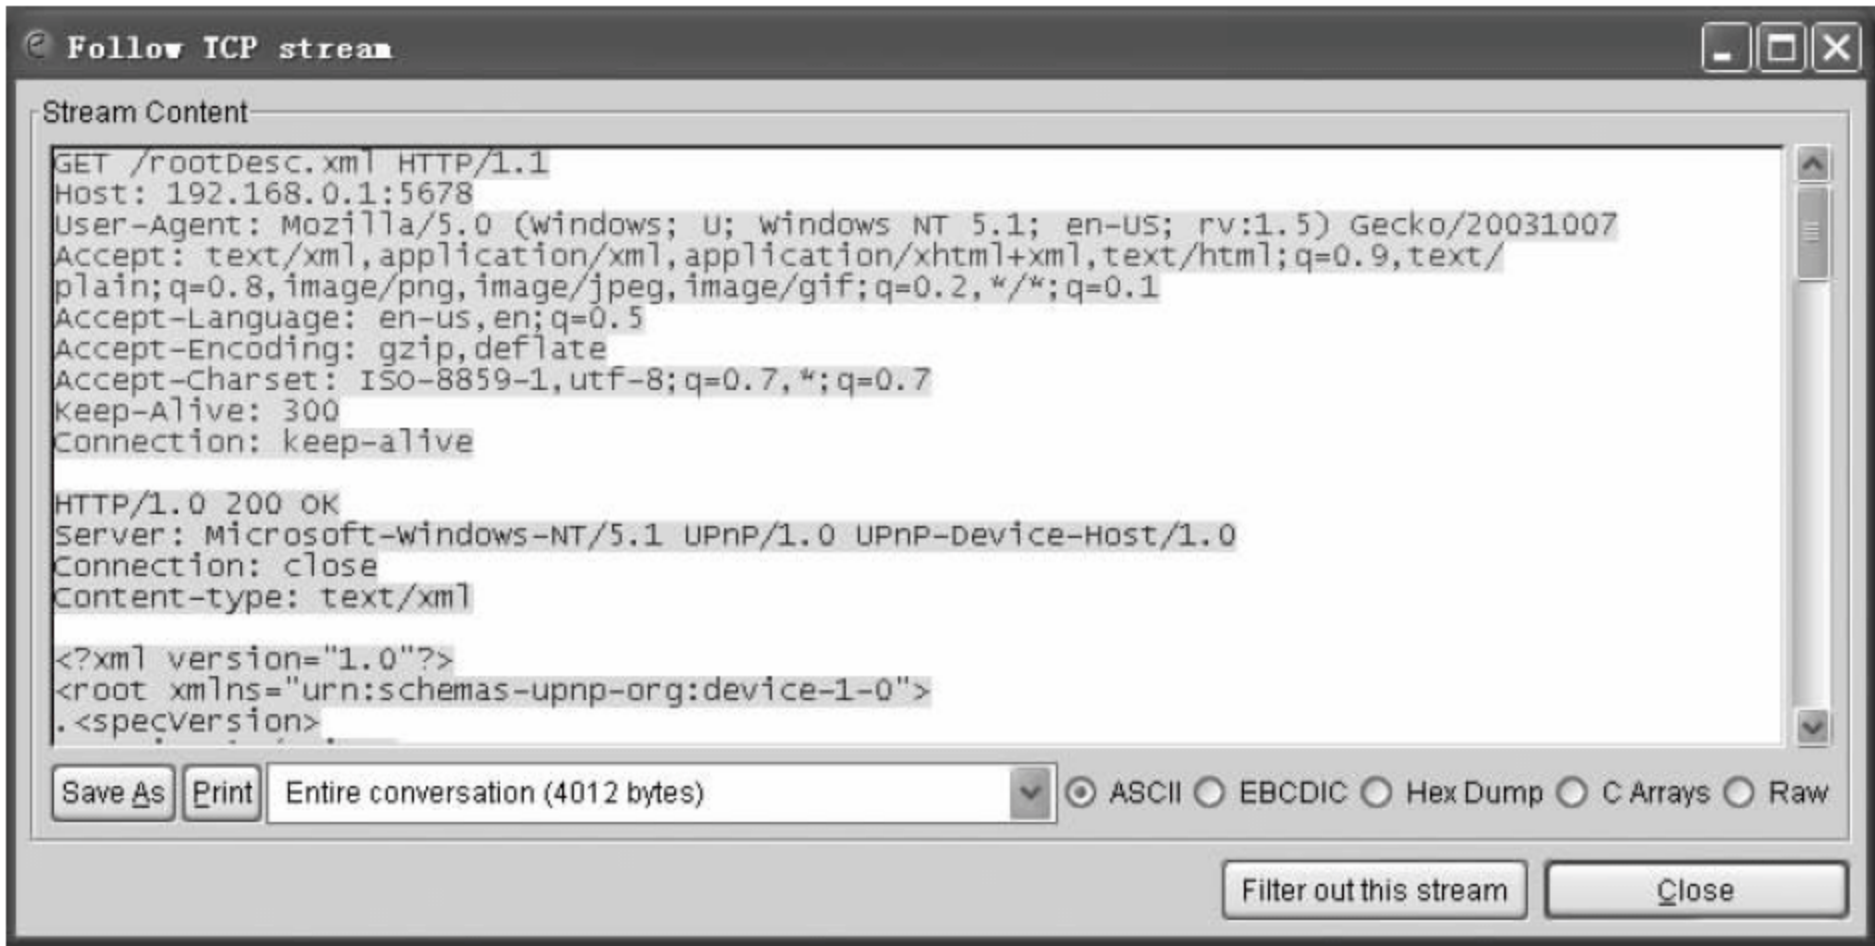 Follow TCP stream
Stream Content
GET /rootDesc.xml HTTP/1.1
Host: 192.168.0.1:5678
User-Agent: Mozilla/5.0 (Windows; U; Windows NT 5.1; en-US; rv:1.5) Gecko/20031007
Accept: text/xml,application/xml,application/xhtml+xml,text/html;q=0.9,text/
plain;q=0.8,image/png,image/jpeg,image/gif;q=0.2,*/*;q=0.1
Accept-Language: en-us,en;q=0.5
Accept-Encoding: gzip,deflate
Accept-Charset: ISO-8859-1,utf-8;q=0.7,*;q=0.7
Keep-Alive: 300
Connection: keep-alive
HTTP/1.0 200 OK
Server: Microsoft-Windows-NT/5.1 UPnP/1.0 UPnP-Device-Host/1.0
Connection: close
Content-type: text/xml
<?xml version="1.0"?>
<root xmlns="urn:schemas-upnp-org:device-1-0">
.<specVersion>
Save As Print Entire conversation (4012 bytes) ASCII EBCDIC Hex Dump C Arrays Raw
Filter out this stream Close